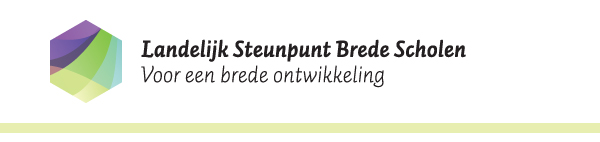 Landelijk Steunpunt Brede Scholen
Voor een brede ontwikkeling